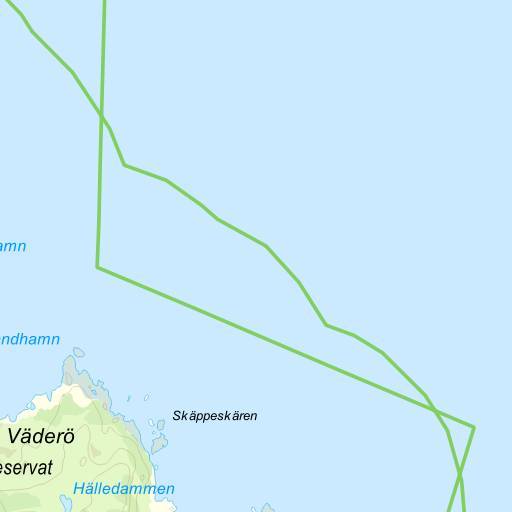 amn
ndhamn
Skäppeskären
Väderö
eservat
Hälledammen